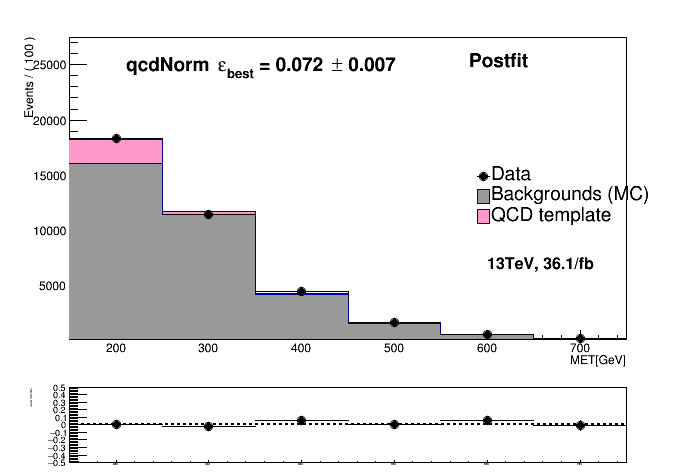 qcdNorm ε_best = 0.072 ± 0.007
Postfit
Events / ( 100 )
25000
20000
15000
10000
5000
Data
Backgrounds (MC)
QCD template
13TeV, 36.1/fb
200 300 400 500 600 700
MET[GeV]
0.5
0.4
0.3
0.2
0.1
0
−0.1
−0.2
−0.3
−0.4
−0.5